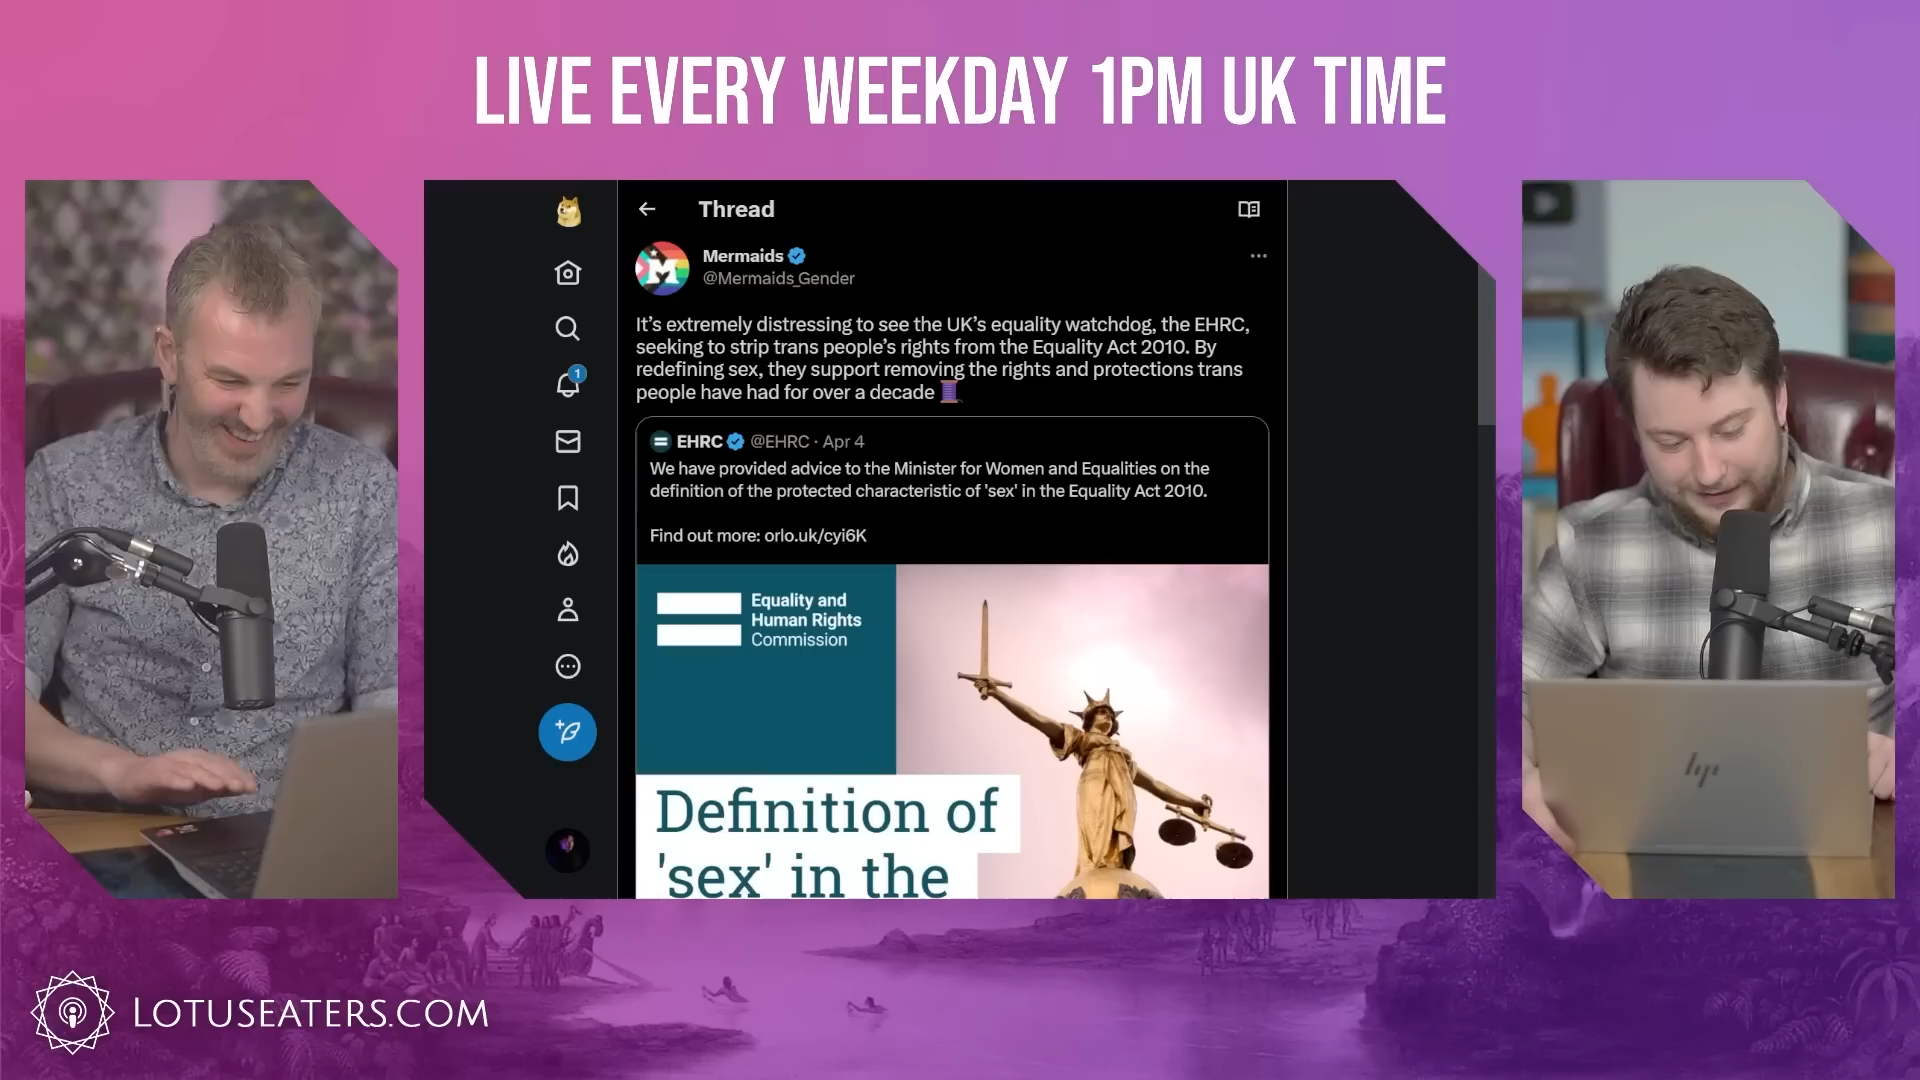 LIVE EVERY WEEKDAY 1PM UK TIME
Thread
Mermaids
@Mermaids_Gender
It's extremely distressing to see the UK's equality watchdog, the EHRC,
seeking to strip trans people's rights from the Equality Act 2010. By
redefining sex, they support removing the rights and protections trans
people have had for over a decade 🧵
EHRC @EHRC · Apr 4
We have provided advice to the Minister for Women and Equalities on the
definition of the protected characteristic of 'sex' in the Equality Act 2010.
Find out more: orlo.uk/cyi6K
Equality and
Human Rights
Commission
Definition of
'sex' in the
1
M
hp
LOTUSEATERS.COM